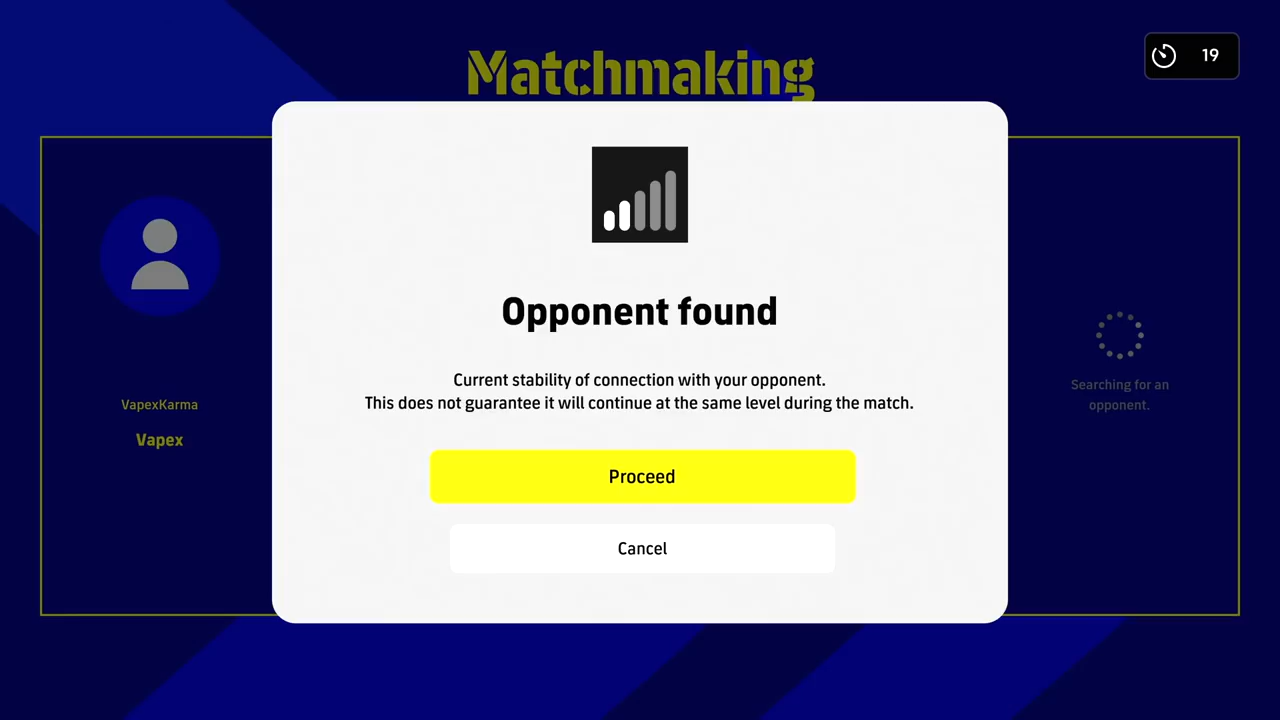 Matchmaking
19
Opponent found
Current stability of connection with your opponent.
This does not guarantee it will continue at the same level during the match.
Proceed
Cancel
VapexKarma
Vapex
Searching for an
opponent.